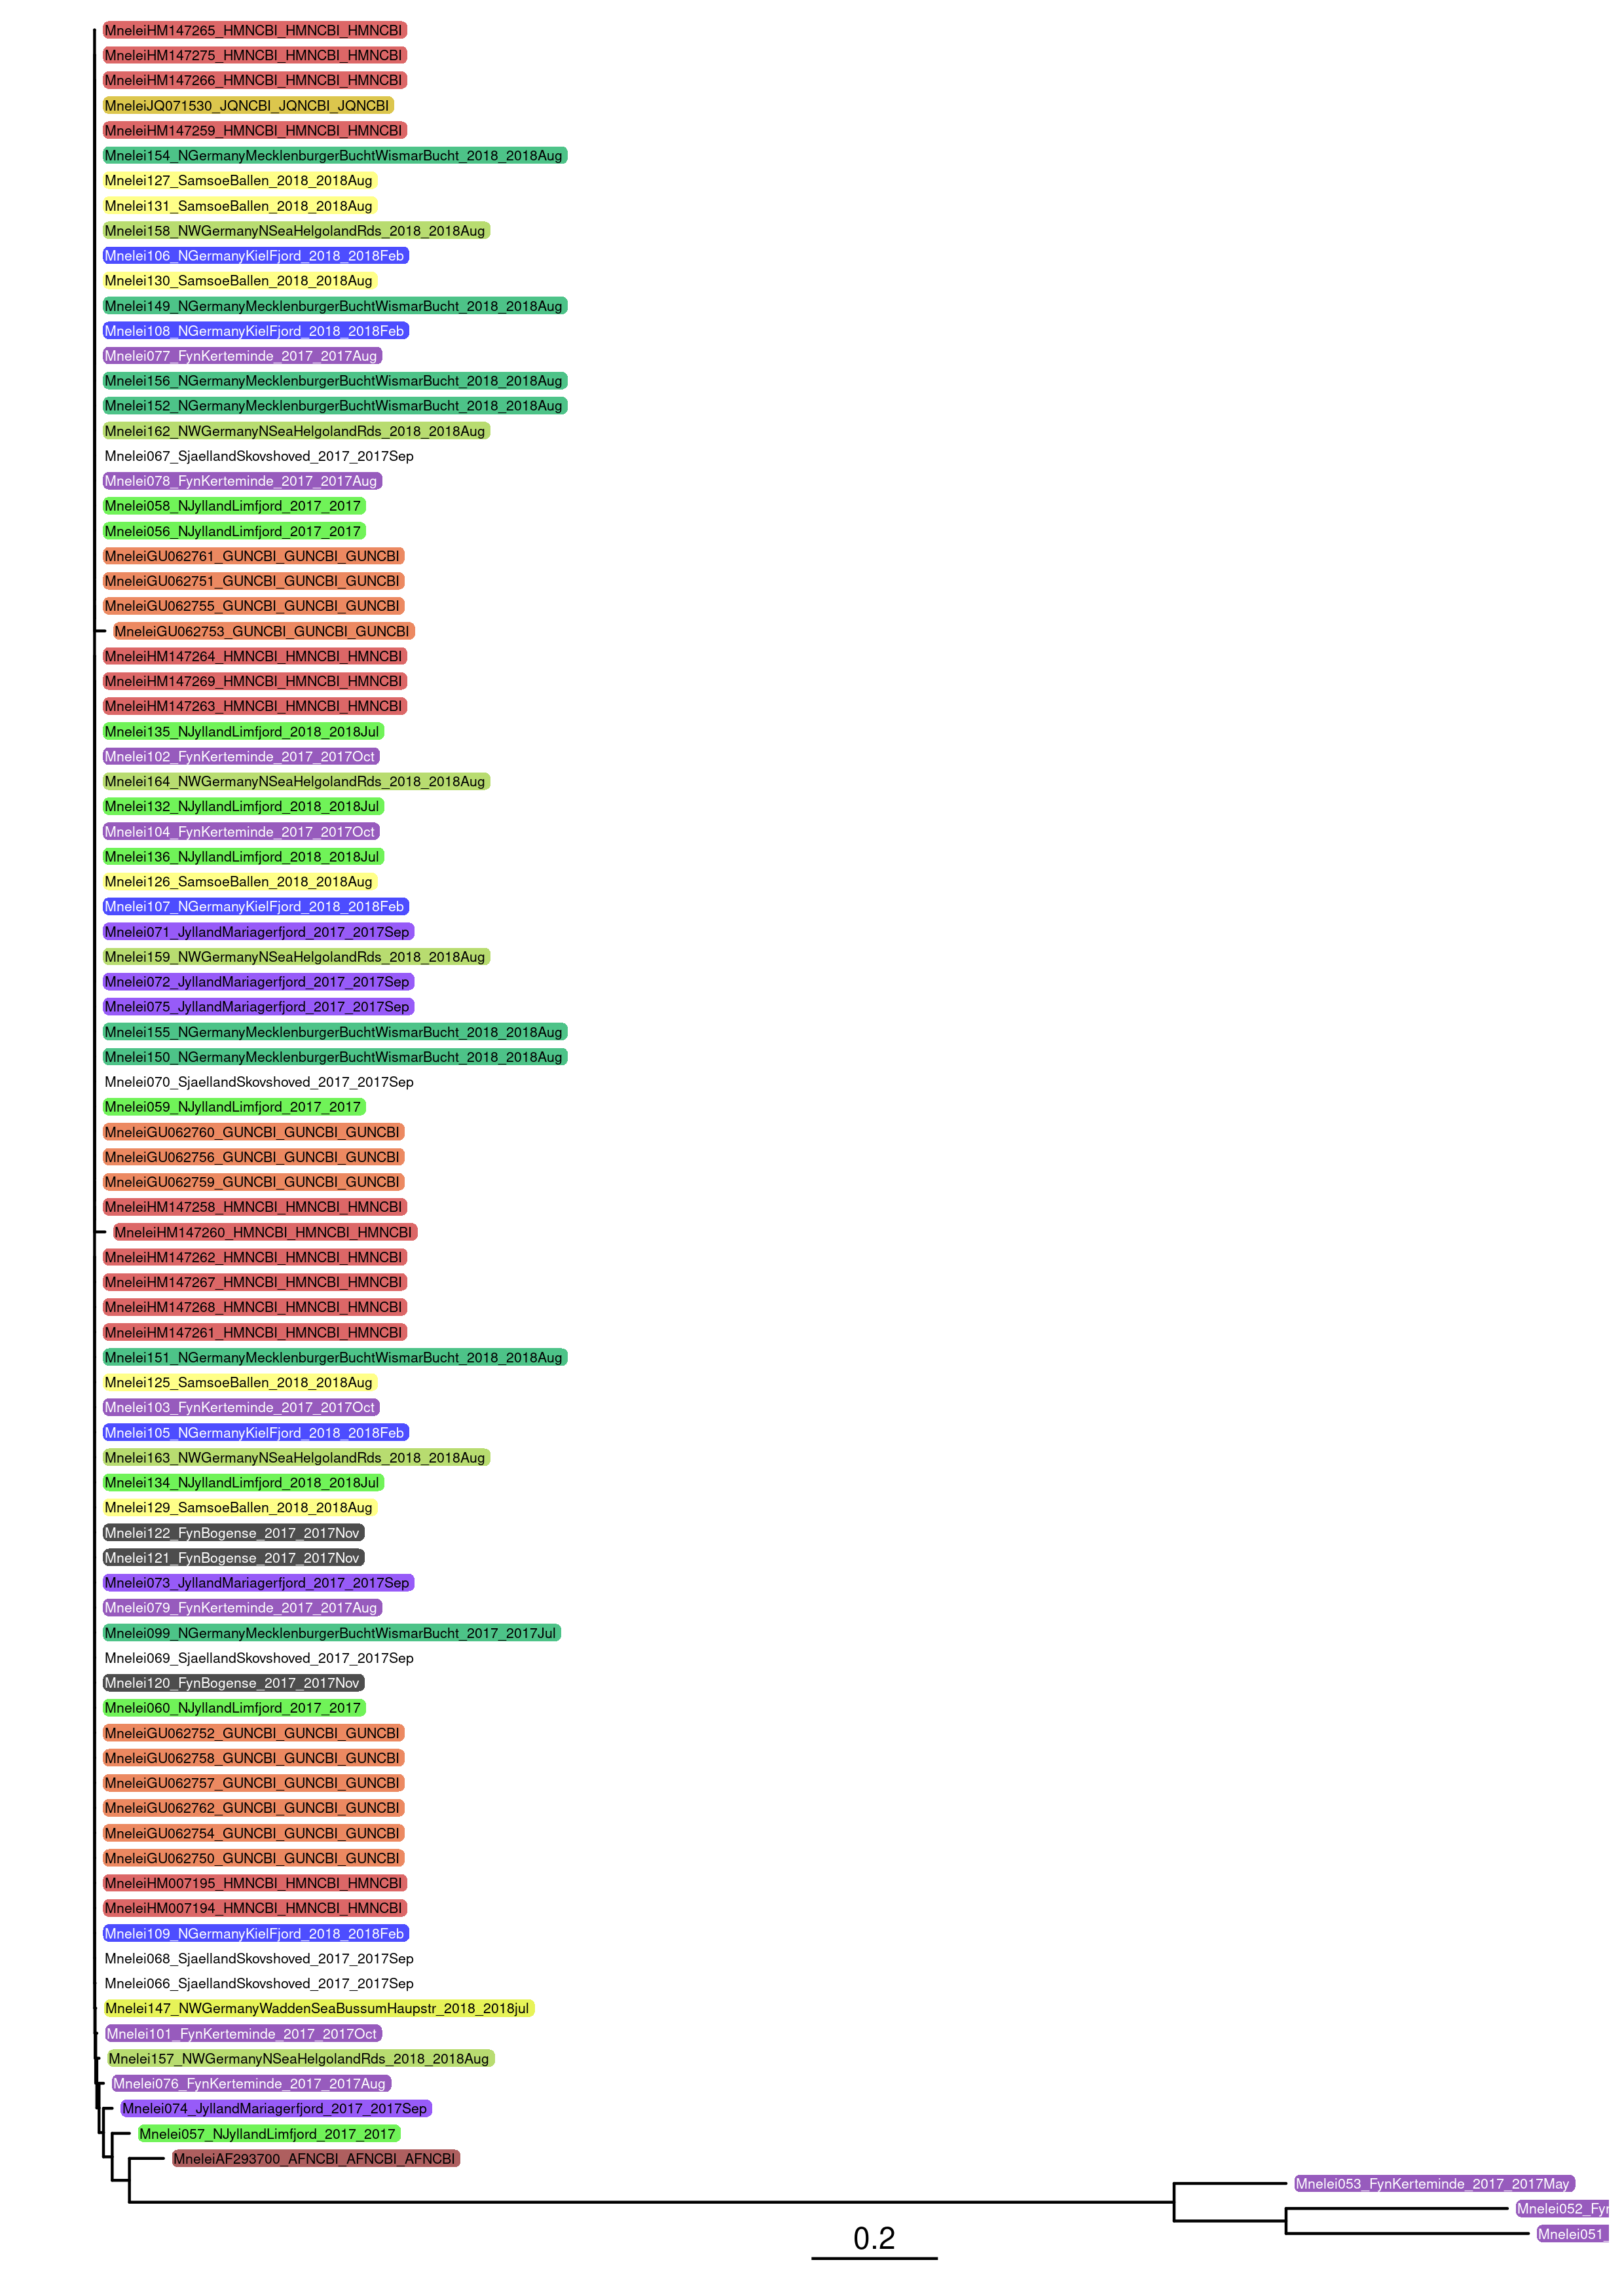 MneleiHM147265_HMNCBI_HMNCBI_HMNCBI
MneleiHM147275_HMNCBI_HMNCBI_HMNCBI
MneleiHM147266_HMNCBI_HMNCBI_HMNCBI
MneleiJQ071530_JQNCBI_JQNCBI_JQNCBI
MneleiHM147259_HMNCBI_HMNCBI_HMNCBI
Mnelei154_NGermanyMecklenburgerBuchtWismarBucht_2018_2018Aug
Mnelei127_SamsoeBallen_2018_2018Aug
Mnelei131_SamsoeBallen_2018_2018Aug
Mnelei158_NWGermanyNSeaHelgolandRds_2018_2018Aug
Mnelei106_NGermanyKielFjord_2018_2018Feb
Mnelei130_SamsoeBallen_2018_2018Aug
Mnelei149_NGermanyMecklenburgerBuchtWismarBucht_2018_2018Aug
Mnelei108_NGermanyKielFjord_2018_2018Feb
Mnelei077_FynKerteminde_2017_2017Aug
Mnelei156_NGermanyMecklenburgerBuchtWismarBucht_2018_2018Aug
Mnelei152_NGermanyMecklenburgerBuchtWismarBucht_2018_2018Aug
Mnelei162_NWGermanyNSeaHelgolandRds_2018_2018Aug
Mnelei067_SjaellandSkovshoved_2017_2017Sep
Mnelei078_FynKerteminde_2017_2017Aug
Mnelei058_NJyllandLimfjord_2017_2017
Mnelei056_NJyllandLimfjord_2017_2017
MneleiGU062761_GUNCBI_GUNCBI_GUNCBI
MneleiGU062751_GUNCBI_GUNCBI_GUNCBI
MneleiGU062755_GUNCBI_GUNCBI_GUNCBI
MneleiGU062753_GUNCBI_GUNCBI_GUNCBI
MneleiHM147264_HMNCBI_HMNCBI_HMNCBI
MneleiHM147269_HMNCBI_HMNCBI_HMNCBI
MneleiHM147263_HMNCBI_HMNCBI_HMNCBI
Mnelei135_NJyllandLimfjord_2018_2018Jul
Mnelei102_FynKerteminde_2017_2017Oct
Mnelei164_NWGermanyNSeaHelgolandRds_2018_2018Aug
Mnelei132_NJyllandLimfjord_2018_2018Jul
Mnelei104_FynKerteminde_2017_2017Oct
Mnelei136_NJyllandLimfjord_2018_2018Jul
Mnelei126_SamsoeBallen_2018_2018Aug
Mnelei107_NGermanyKielFjord_2018_2018Feb
Mnelei071_JyllandMariagerfjord_2017_2017Sep
Mnelei159_NWGermanyNSeaHelgolandRds_2018_2018Aug
Mnelei072_JyllandMariagerfjord_2017_2017Sep
Mnelei075_JyllandMariagerfjord_2017_2017Sep
Mnelei155_NGermanyMecklenburgerBuchtWismarBucht_2018_2018Aug
Mnelei150_NGermanyMecklenburgerBuchtWismarBucht_2018_2018Aug
Mnelei070_SjaellandSkovshoved_2017_2017Sep
Mnelei059_NJyllandLimfjord_2017_2017
MneleiGU062760_GUNCBI_GUNCBI_GUNCBI
MneleiGU062756_GUNCBI_GUNCBI_GUNCBI
MneleiGU062759_GUNCBI_GUNCBI_GUNCBI
MneleiHM147258_HMNCBI_HMNCBI_HMNCBI
MneleiHM147260_HMNCBI_HMNCBI_HMNCBI
MneleiHM147262_HMNCBI_HMNCBI_HMNCBI
MneleiHM147267_HMNCBI_HMNCBI_HMNCBI
MneleiHM147268_HMNCBI_HMNCBI_HMNCBI
MneleiHM147261_HMNCBI_HMNCBI_HMNCBI
Mnelei151_NGermanyMecklenburgerBuchtWismarBucht_2018_2018Aug
Mnelei125_SamsoeBallen_2018_2018Aug
Mnelei103_FynKerteminde_2017_2017Oct
Mnelei105_NGermanyKielFjord_2018_2018Feb
Mnelei163_NWGermanyNSeaHelgolandRds_2018_2018Aug
Mnelei134_NJyllandLimfjord_2018_2018Jul
Mnelei129_SamsoeBallen_2018_2018Aug
Mnelei122_FynBogense_2017_2017Nov
Mnelei121_FynBogense_2017_2017Nov
Mnelei073_JyllandMariagerfjord_2017_2017Sep
Mnelei079_FynKerteminde_2017_2017Aug
Mnelei099_NGermanyMecklenburgerBuchtWismarBucht_2017_2017Jul
Mnelei069_SjaellandSkovshoved_2017_2017Sep
Mnelei120_FynBogense_2017_2017Nov
Mnelei060_NJyllandLimfjord_2017_2017
MneleiGU062752_GUNCBI_GUNCBI_GUNCBI
MneleiGU062758_GUNCBI_GUNCBI_GUNCBI
MneleiGU062757_GUNCBI_GUNCBI_GUNCBI
MneleiGU062762_GUNCBI_GUNCBI_GUNCBI
MneleiGU062754_GUNCBI_GUNCBI_GUNCBI
MneleiGU062750_GUNCBI_GUNCBI_GUNCBI
MneleiHM007195_HMNCBI_HMNCBI_HMNCBI
MneleiHM007194_HMNCBI_HMNCBI_HMNCBI
Mnelei109_NGermanyKielFjord_2018_2018Feb
Mnelei068_SjaellandSkovshoved_2017_2017Sep
Mnelei066_SjaellandSkovshoved_2017_2017Sep
Mnelei147_NWGermanyWaddenSeaBussumHaupstr_2018_2018jul
Mnelei101_FynKerteminde_2017_2017Oct
Mnelei157_NWGermanyNSeaHelgolandRds_2018_2018Aug
Mnelei076_FynKerteminde_2017_2017Aug
Mnelei074_JyllandMariagerfjord_2017_2017Sep
Mnelei057_NJyllandLimfjord_2017_2017
MneleiAF293700_AFNCBI_AFNCBI_AFNCBI
Mnelei053_FynKerteminde_2017_2017May
Mnelei052_Fyn
Mnelei051_
0.2